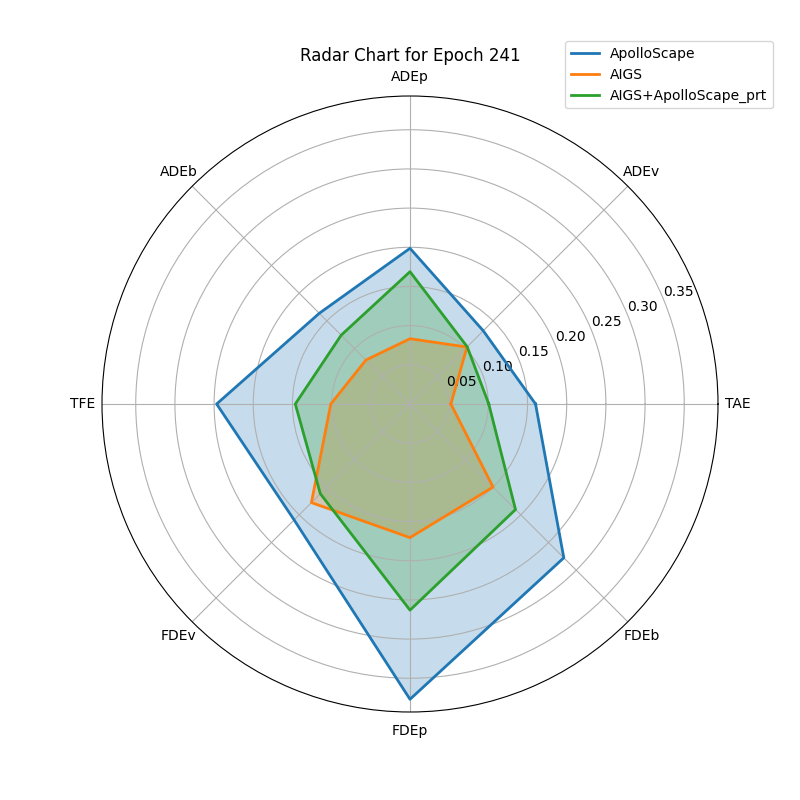 Radar Chart for Epoch 241
ApolloScape
AIGS
AIGS+ApolloScape_prt
ADEp
ADEb
ADEv
0.35
0.30
0.25
0.20
0.15
0.10
0.05
TFE
TAE
FDEv
FDEb
FDEp